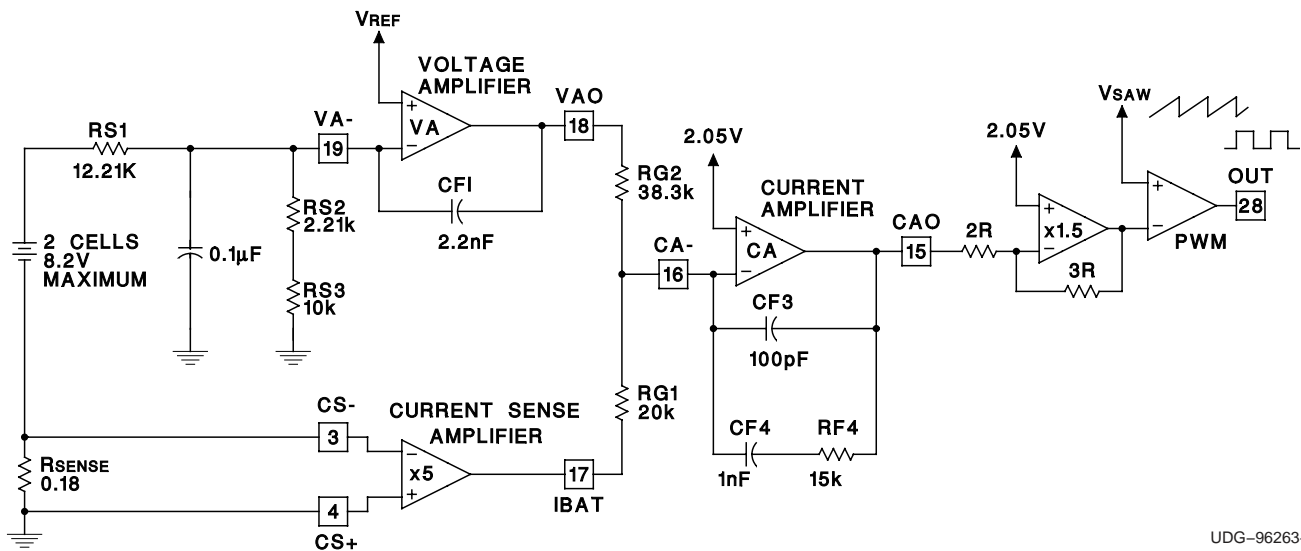 VREF
VOLTAGE
AMPLIFIER
+
VA
−
VA-
19
VAO
18
RS1
12.21K
CF1
2.2nF
RS2
2.21k
0.1µF
RS3
10k
2 CELLS
8.2V
MAXIMUM
RG2
38.3k
2.05V
CURRENT
AMPLIFIER
+
CA
−
CA-
16
CAO
15
CF3
100pF
CF4
1nF
RF4
15k
RG1
20k
2R
2.05V
+
x1.5
−
3R
VSAW
+
−
PWM
OUT
28
CS-
3
CURRENT SENSE
AMPLIFIER
−
x5
+
17
IBAT
RSENSE
0.18
4
CS+
UDG−96263